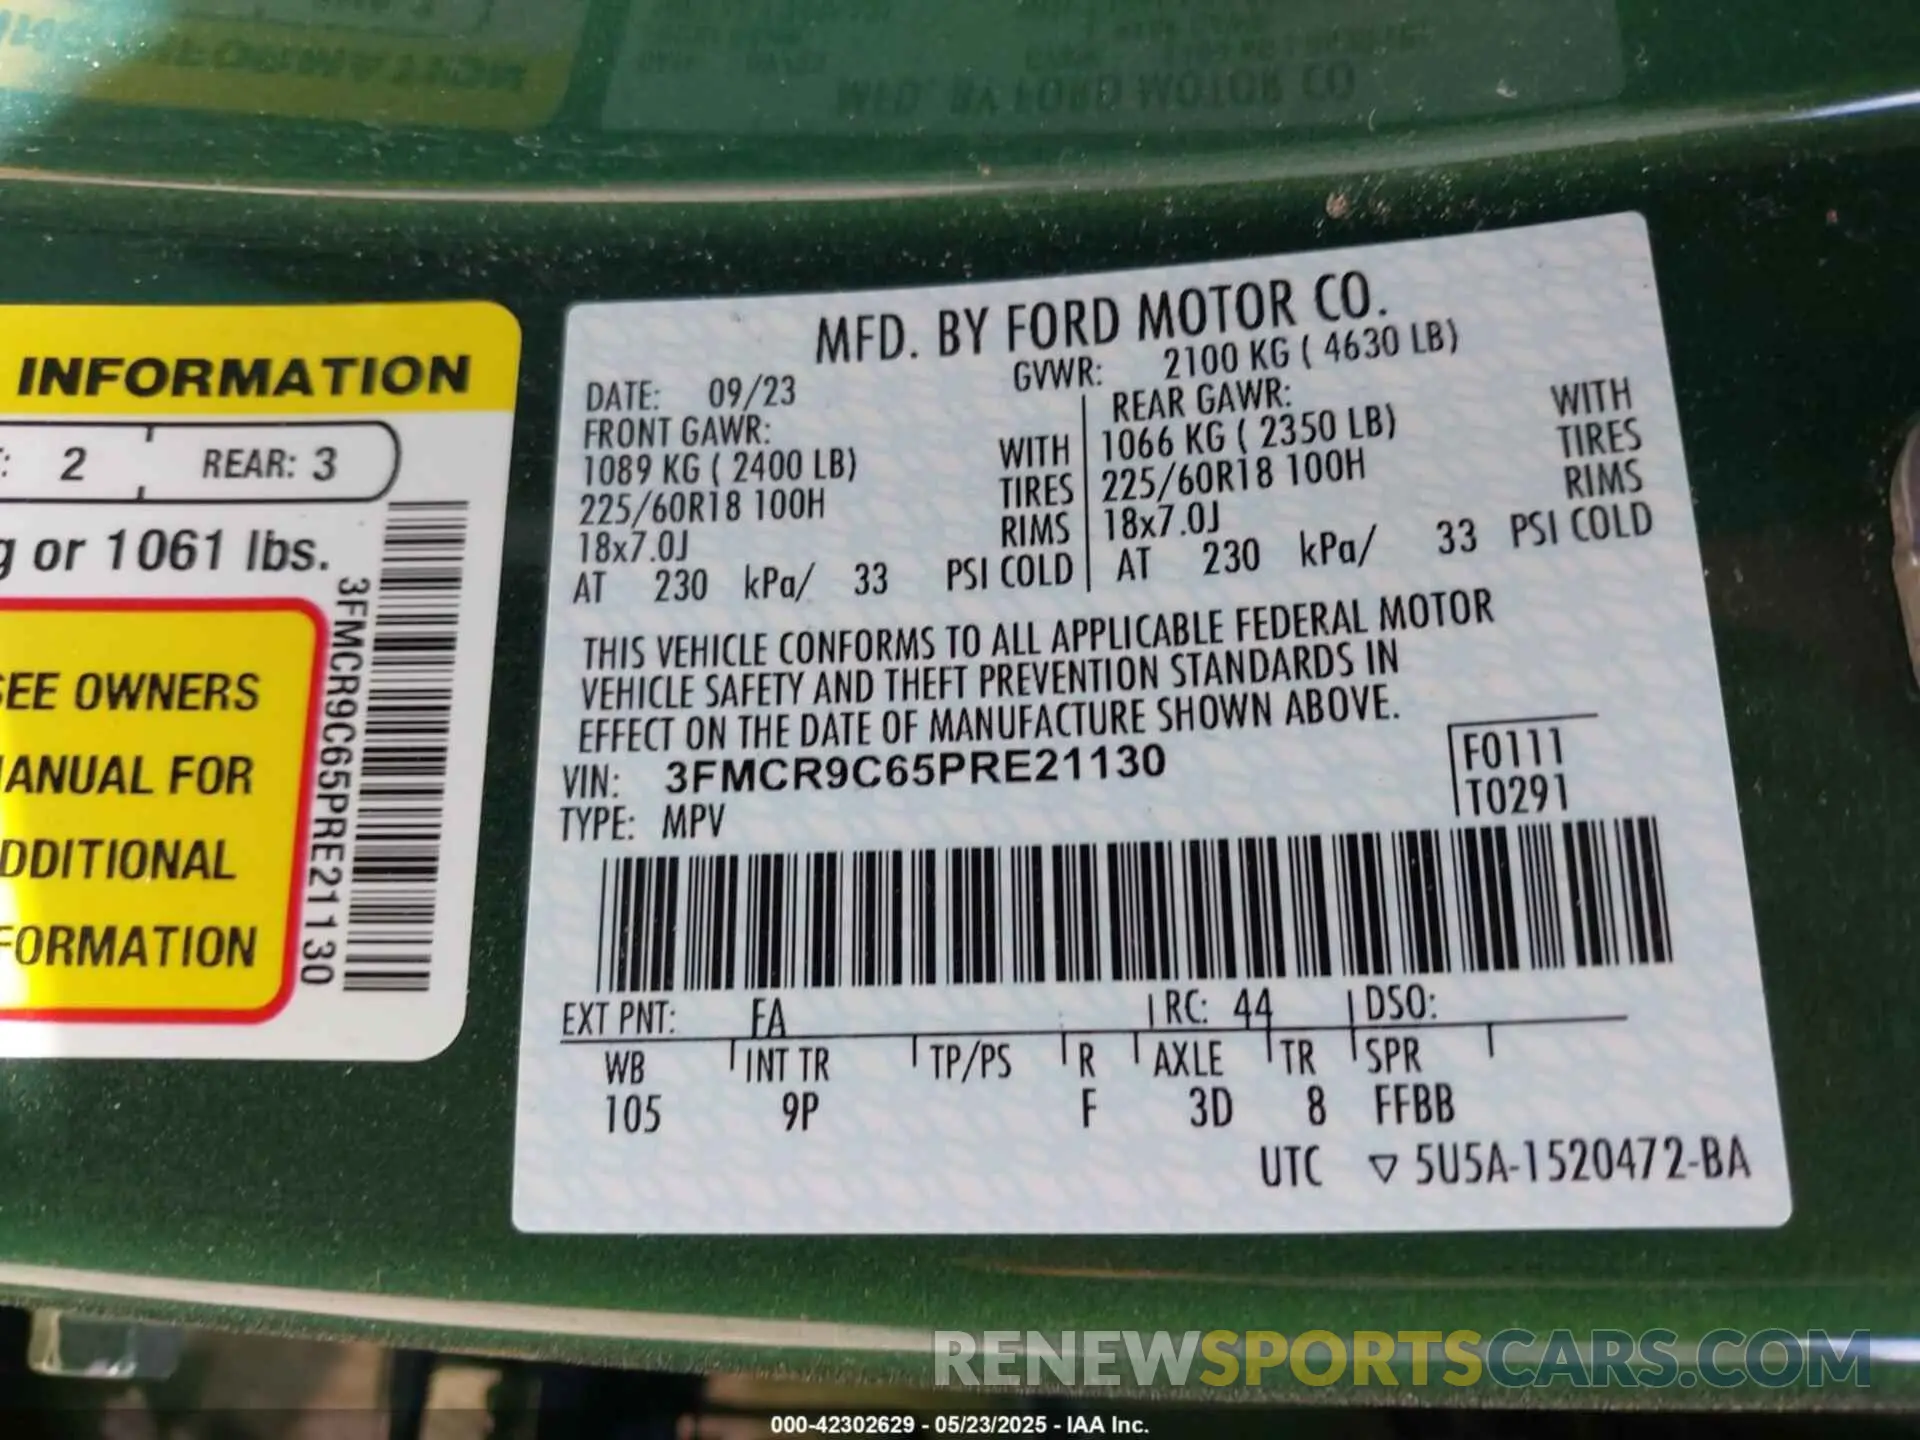 MFD. BY FORD MOTOR CO
INFORMATION
: 2 REAR: 3
g or 1061 lbs.
SEE OWNERS
MANUAL FOR
ADDITIONAL
FORMATION
3FMCR9C65PRE21130
MFD. BY FORD MOTOR CO.
DATE: 09/23 GVWR: 2100 KG ( 4630 LB)
FRONT GAWR: REAR GAWR:
1089 KG ( 2400 LB) WITH 1066 KG ( 2350 LB) WITH
225/60R18 100H TIRES 225/60R18 100H TIRES
18x7.0J RIMS 18x7.0J RIMS
AT 230 kPa/ 33 PSI COLD AT 230 kPa/ 33 PSI COLD
THIS VEHICLE CONFORMS TO ALL APPLICABLE FEDERAL MOTOR
VEHICLE SAFETY AND THEFT PREVENTION STANDARDS IN
EFFECT ON THE DATE OF MANUFACTURE SHOWN ABOVE.
VIN: 3FMCR9C65PRE21130
TYPE: MPV
F0111
T0291
EXT PNT: FA RC: 44 DSO:
WB INT TR TP/PS R AXLE TR SPR
105 9P F 3D 8 FFBB
UTC ▽ 5U5A-1520472-BA
RENEWSPORTSCARS.COM
000-42302629 - 05/23/2025 - IAA Inc.